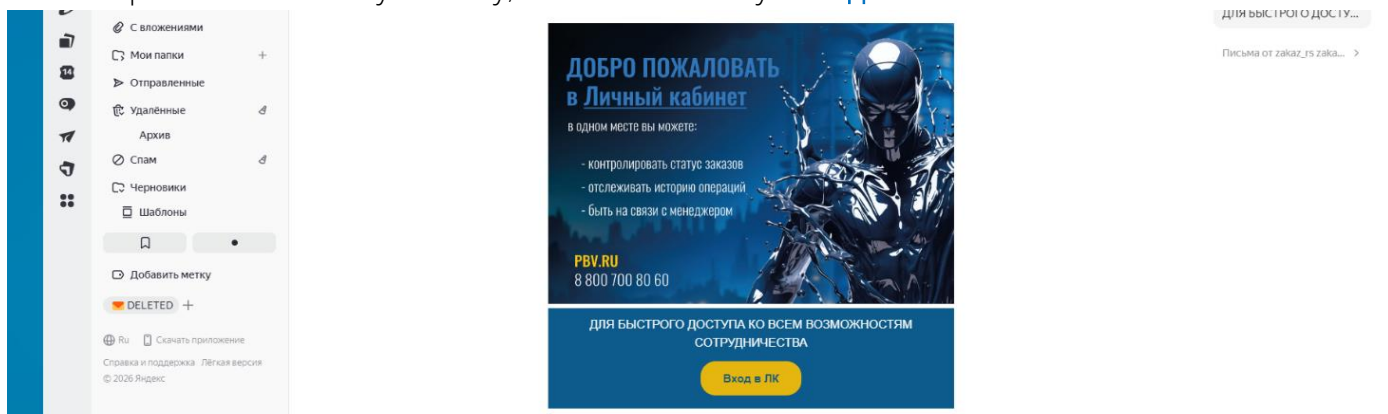 ДЛЯ БЫСТРОГО ДОСТУ...
С вложениями
Мои папки
Письма от zakaz_rs zaka...
14
Отправленные
Удалённые
Архив
Спам
Черновики
Шаблоны
Добавить метку
DELETED
Ru Скачать приложение
Справка и поддержка Лёгкая версия
© 2026 Яндекс
ДОБРО ПОЖАЛОВАТЬ
в Личный кабинет
в одном месте вы можете:
- контролировать статус заказов
- отслеживать историю операций
- быть на связи с менеджером
PBV.RU
8 800 700 80 60
ДЛЯ БЫСТРОГО ДОСТУПА КО ВСЕМ ВОЗМОЖНОСТЯМ
СОТРУДНИЧЕСТВА
Вход в ЛК